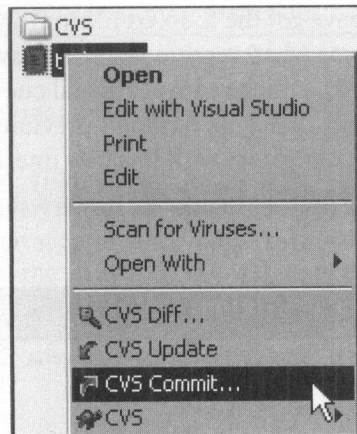 CVS
Open
Edit with Visual Studio
Print
Edit
Scan for Viruses...
Open With
CVS Diff...
CVS Update
CVS Commit...
CVS